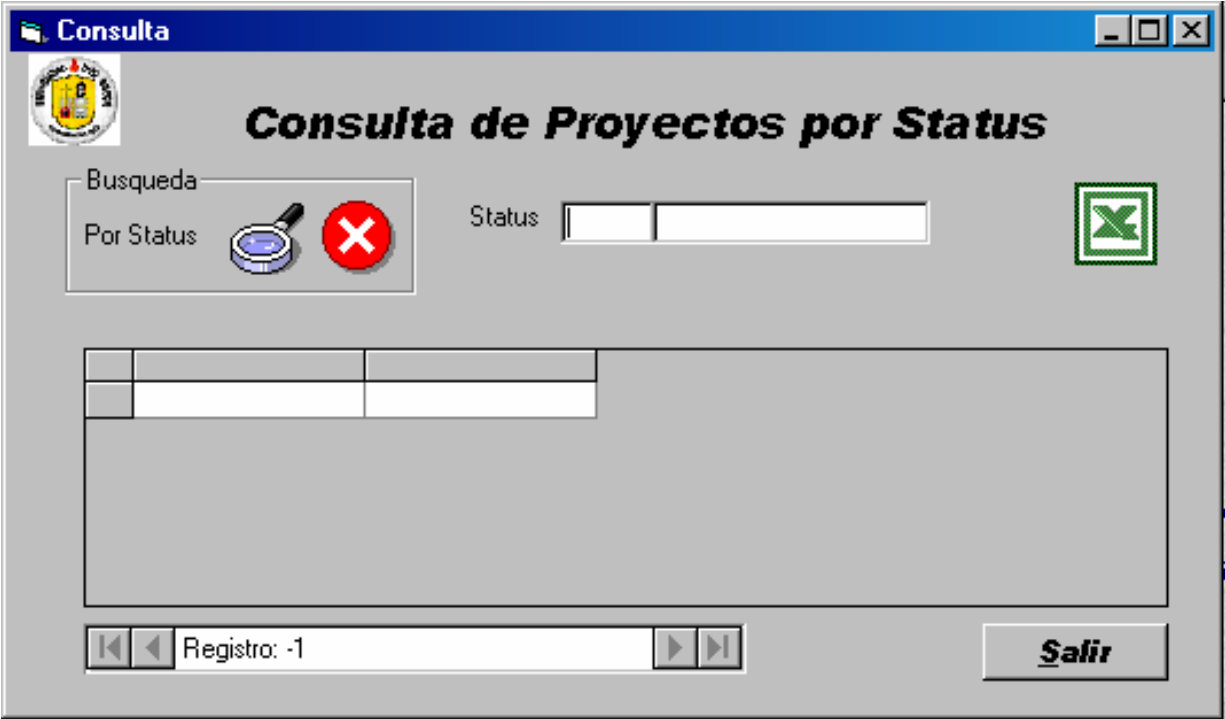 Consulta
Consulta de Proyectos por Status
Busqueda
Por Status
Status
Registro: -1
Salir